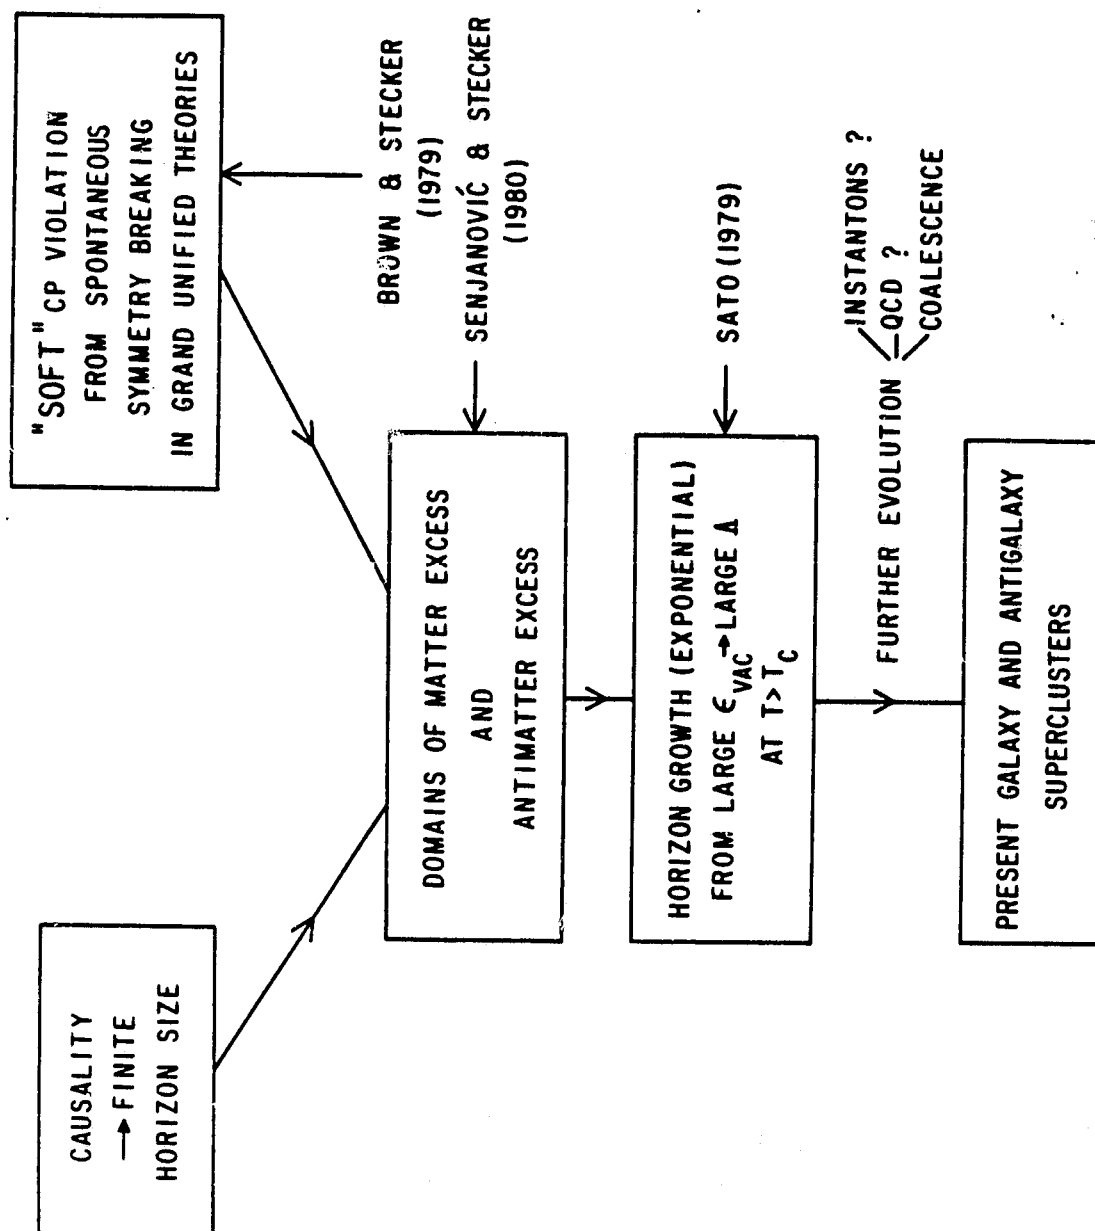 CAUSALITY
→FINITE
HORIZON SIZE
"SOFT" CP VIOLATION
FROM SPONTANEOUS
SYMMETRY BREAKING
IN GRAND UNIFIED THEORIES
BROWN & STECKER
(1979)
DOMAINS OF MATTER EXCESS
AND
ANTIMATTER EXCESS
SENJANOVIĆ & STECKER
(1980)
HORIZON GROWTH (EXPONENTIAL)
FROM LARGE ϵVAC→LARGE Λ
AT T> TC
SATO (1979)
FURTHER EVOLUTION
INSTANTONS ?
QCD ?
COALESCENCE
PRESENT GALAXY AND ANTIGALAXY
SUPERCLUSTERS